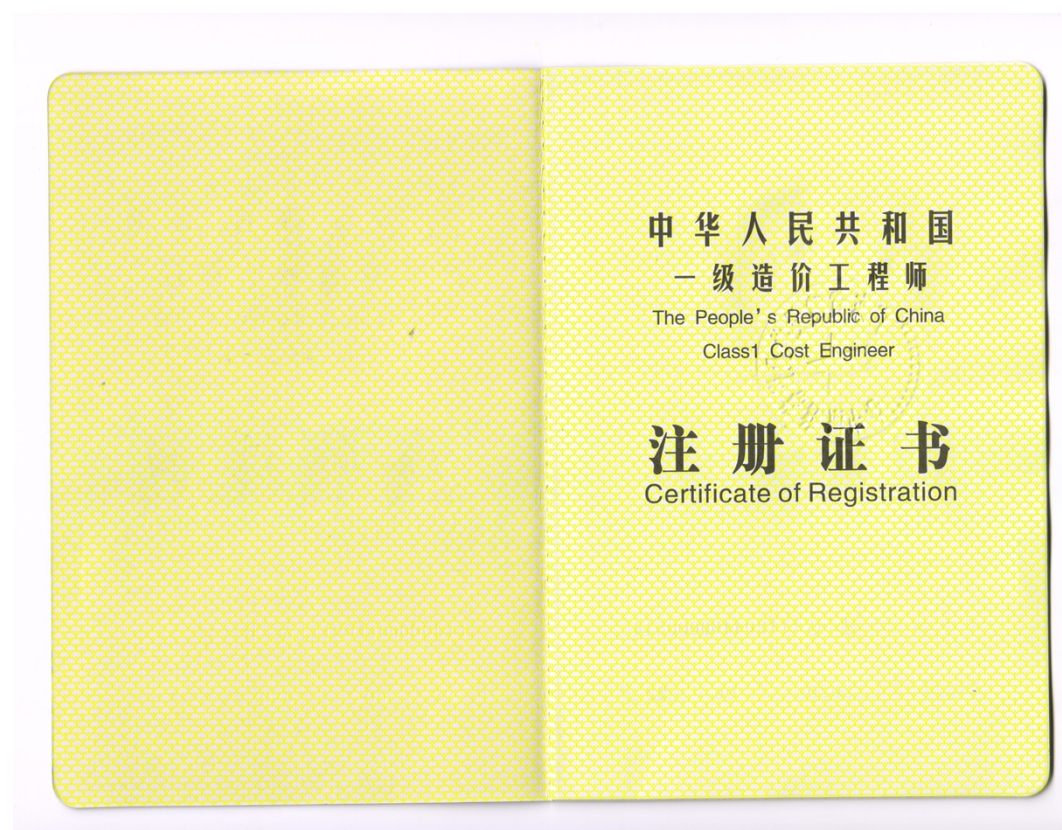 中华人民共和国
一级造价工程师
The People's Republic of China
Class1 Cost Engineer
注册证书
Certificate of Registration